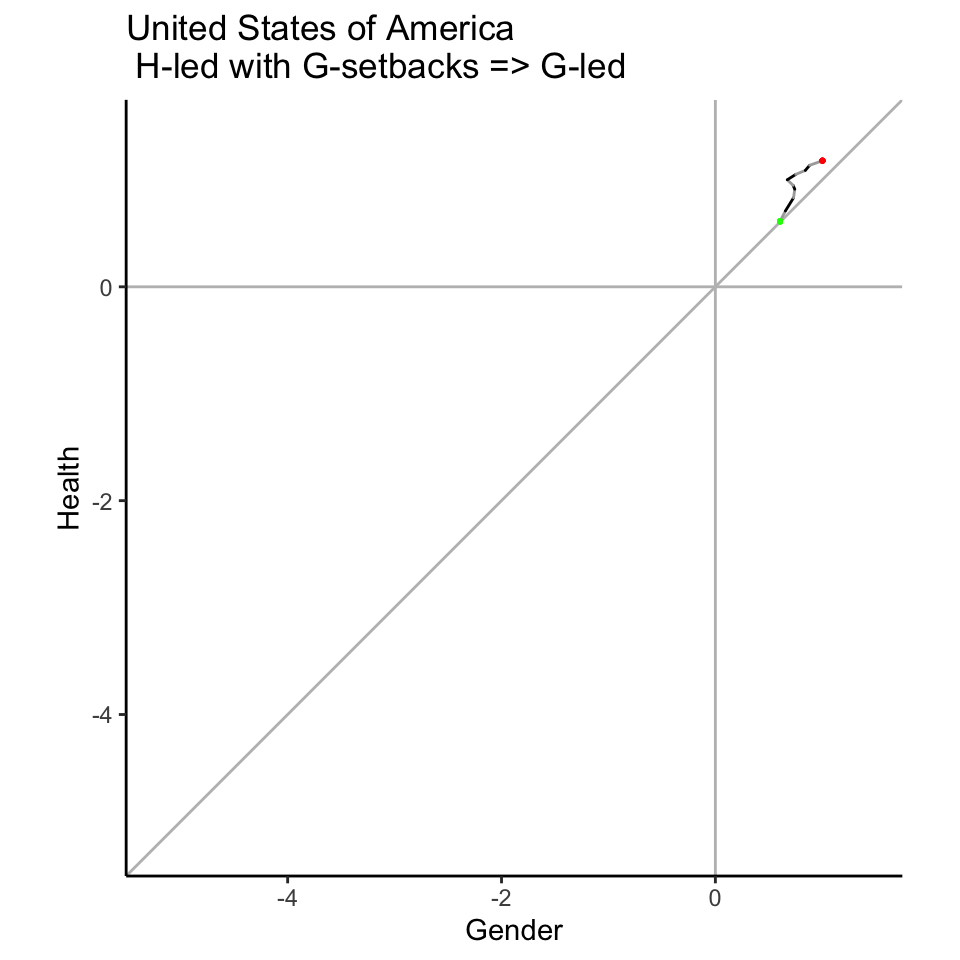 United States of America
H-led with G-setbacks => G-led
0
-2
-4
Health
-4
-2
0
Gender